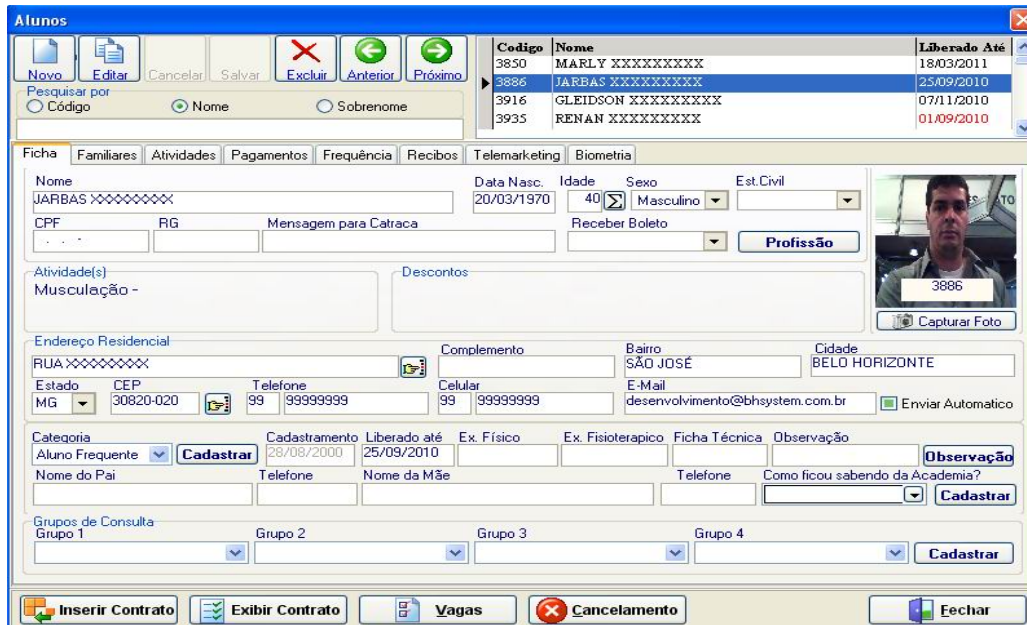 Alunos
Novo Editar Cancelar Salvar Excluir Anterior Próximo
Pesquisar por
Código Nome Sobrenome
Codigo Nome Liberado Até
3850 MARLY XXXXXXXXX 18/03/2011
3886 JARBAS XXXXXXXXX 25/09/2010
3916 GLEIDSON XXXXXXXXX 07/11/2010
3935 RENAN XXXXXXXXX 01/09/2010
Ficha Familiares Atividades Pagamentos Frequência Recibos Telemarketing Biometria
Nome Data Nasc. Idade Sexo Est.Civil
JARBAS XXXXXXXXX 20/03/1970 40 Masculino
CPF RG Mensagem para Catraca Receber Boleto
Profissão
3886
Capturar Foto
Atividade(s) Descontos
Musculação -
Endereço Residencial Complemento Bairro Cidade
RUA XXXXXXXXX SÃO JOSÉ BELO HORIZONTE
Estado CEP Telefone Celular E-Mail
MG 30820-020 99 99999999 99 99999999 desenvolvimento@bhsystem.com.br Enviar Automatico
Categoria Cadastramento Liberado até Ex. Físico Ex. Fisioterapico Ficha Técnica Observação
Aluno Frequente Cadastrar 28/08/2000 25/09/2010 Observação
Nome do Pai Telefone Nome da Mãe Telefone Como ficou sabendo da Academia?
Cadastrar
Grupos de Consulta
Grupo 1 Grupo 2 Grupo 3 Grupo 4
Cadastrar
Inserir Contrato Exibir Contrato Vagas Cancelamento Fechar